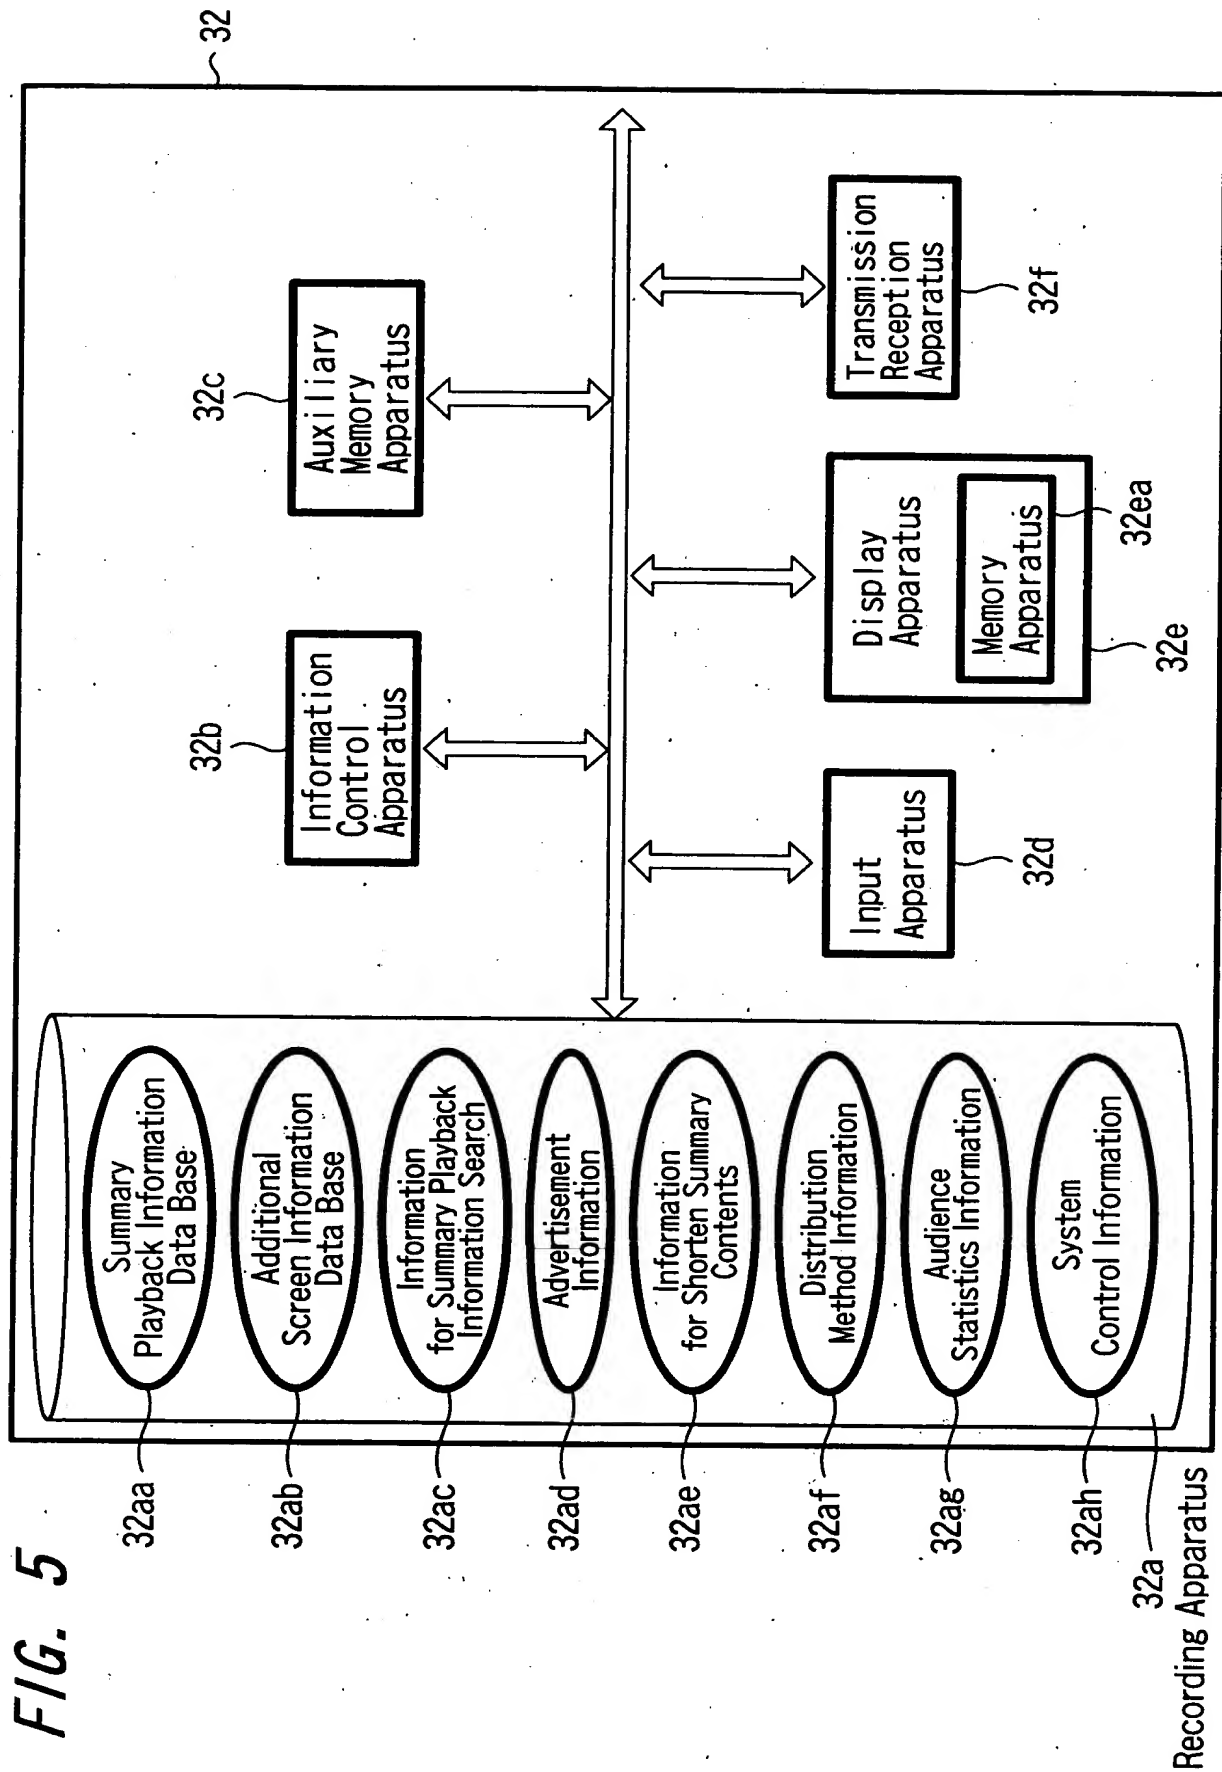 FIG. 5
32
32aa
Summary
Playback Information
Data Base
32ab
Additional
Screen Information
Data Base
32ac
Information
for Summary Playback
Information Search
32ad
Advertisement
Information
32ae
Information
for Shorten Summary
Contents
32af
Distribution
Method Information
32ag
Audience
Statistics Information
32ah
System
Control Information
32a
Recording Apparatus
32b
Information
Control
Apparatus
32c
Auxiliary
Memory
Apparatus
Input
Apparatus
32d
Display
Apparatus
Memory
Apparatus
32ea
32e
Transmission
Reception
Apparatus
32f